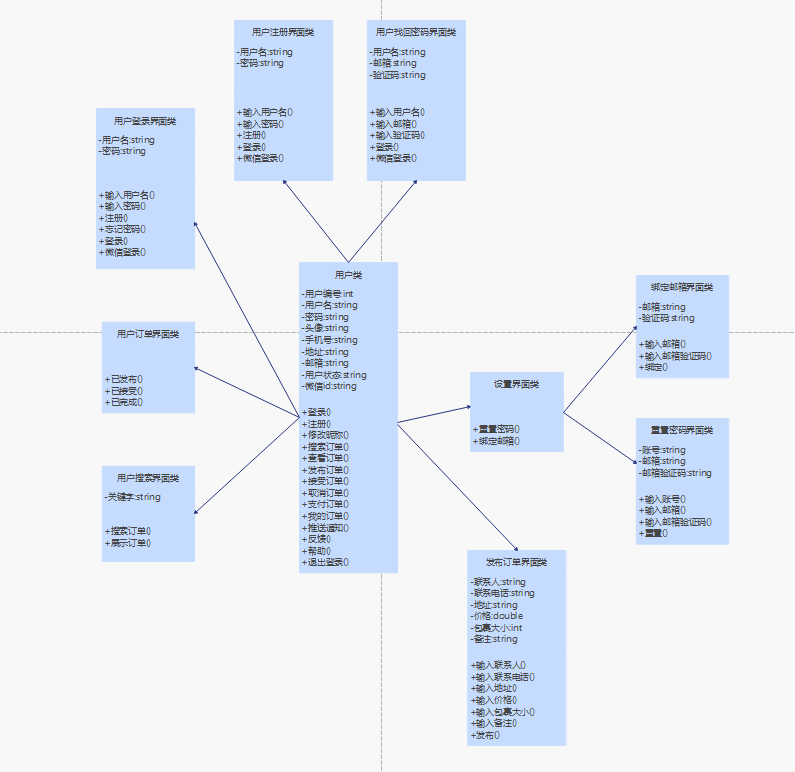 用户注册界面类
-用户名:string
-密码:string
+输入用户名()
+输入密码()
+注册()
+登录()
+微信登录()
用户找回密码界面类
-用户名:string
-邮箱:string
-验证码:string
+输入用户名()
+输入邮箱()
+输入验证码()
+登录()
+微信登录()
用户登录界面类
-用户名:string
-密码:string
+输入用户名()
+输入密码()
+注册()
+忘记密码()
+登录()
+微信登录()
用户类
-用户编号:int
-用户名:string
-密码:string
-头像:string
-手机号:string
-地址:string
-邮箱:string
-用户状态:string
-微信id:string
+登录()
+注册()
+修改昵称()
+搜索订单()
+查看订单()
+发布订单()
+接受订单()
+取消订单()
+支付订单()
+我的订单()
+推送通知()
+反馈()
+帮助()
+退出登录()
用户订单界面类
+已发布()
+已接受()
+已完成()
用户搜索界面类
-关键字:string
+搜索订单()
+展示订单()
设置界面类
+重置密码()
+绑定邮箱()
绑定邮箱界面类
-邮箱:string
-验证码:string
+输入邮箱()
+输入邮箱验证码()
+绑定()
重置密码界面类
-账号:string
-邮箱:string
-邮箱验证码:string
+输入账号()
+输入邮箱()
+输入邮箱验证码()
+重置()
发布订单界面类
-联系人:string
-联系电话:string
-地址:string
-价格:double
-包裹大小:int
-备注:string
+输入联系人()
+输入联系电话()
+输入地址()
+输入价格()
+输入包裹大小()
+输入备注()
+发布()